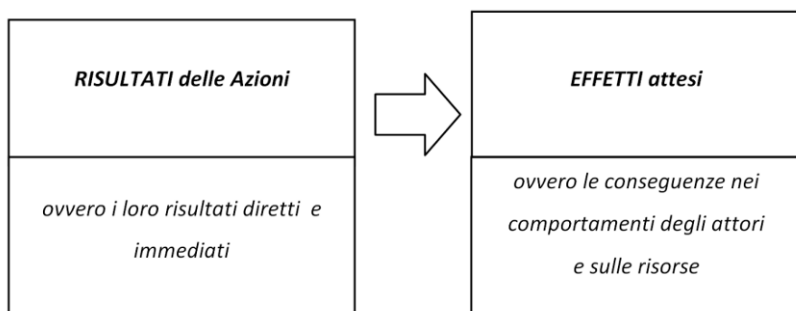 RISULTATI delle Azioni
ovvero i loro risultati diretti e
immediati
EFFETTI attesi
ovvero le conseguenze nei
comportamenti degli attori
e sulle risorse